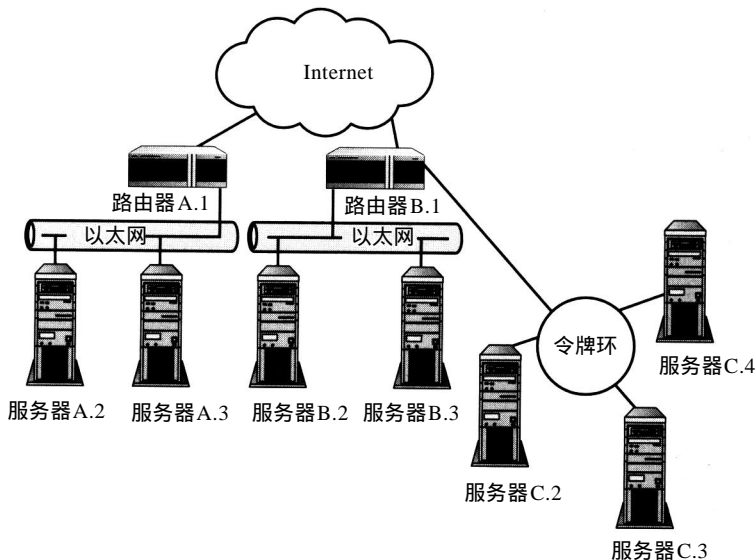 Internet
路由器A.1
路由器B.1
以太网
以太网
服务器A.2
服务器A.3
服务器B.2
服务器B.3
令牌环
服务器C.4
服务器C.2
服务器C.3